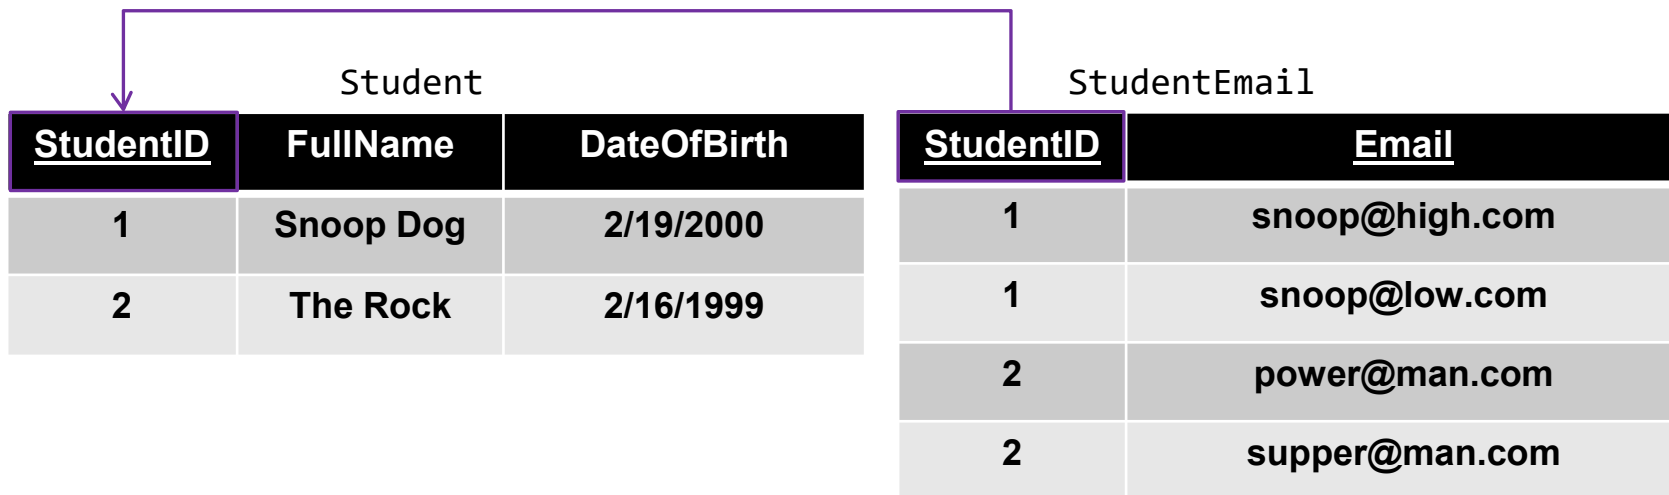 Student
StudentID FullName DateOfBirth
1 Snoop Dog 2/19/2000
2 The Rock 2/16/1999
StudentEmail
StudentID Email
1 snoop@high.com
1 snoop@low.com
2 power@man.com
2 supper@man.com